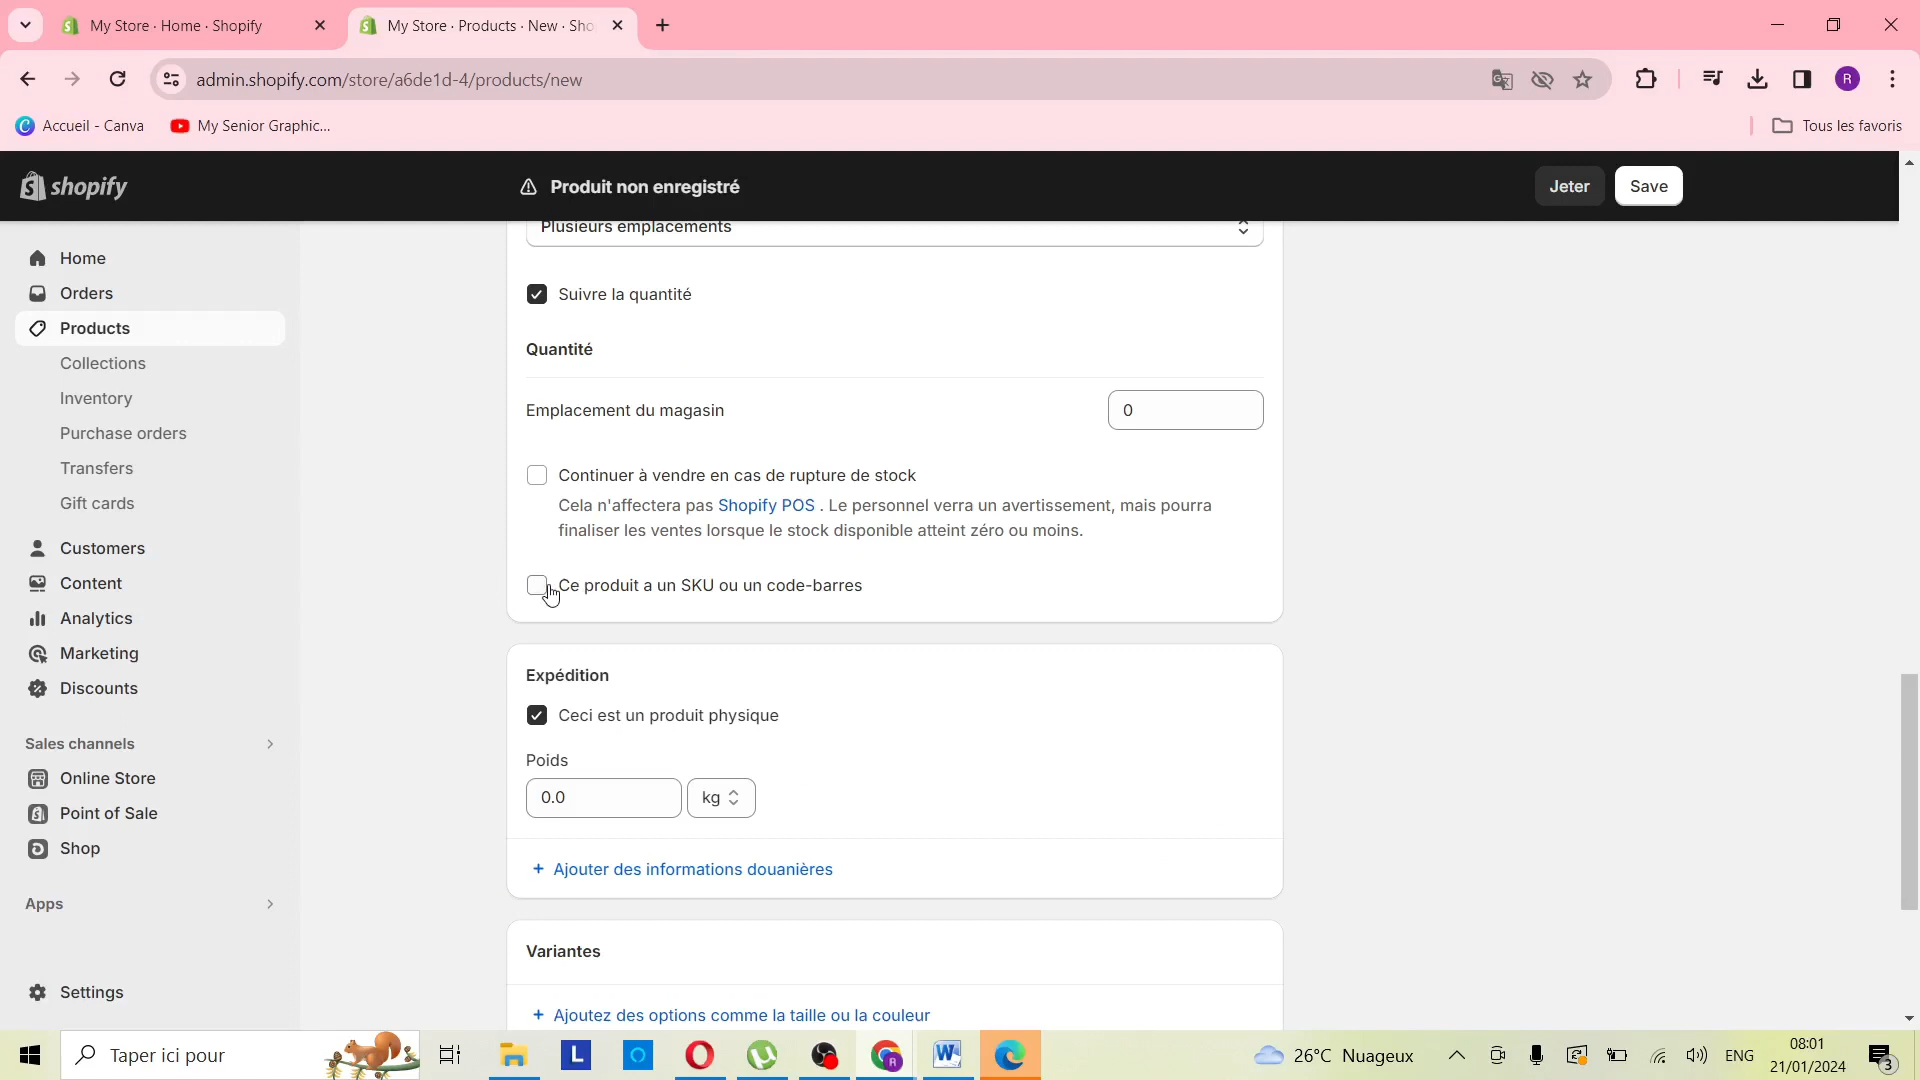 My Store · Home · Shopify
My Store · Products · New · Sho
admin.shopify.com/store/a6de1d-4/products/new
R
Accueil - Canva
My Senior Graphic...
Tous les favoris
shopify
Produit non enregistré
Jeter
Save
Home
Orders
Products
Collections
Inventory
Purchase orders
Transfers
Gift cards
Customers
Content
Analytics
Marketing
Discounts
Sales channels
Online Store
Point of Sale
Shop
Apps
Settings
Plusieurs emplacements
Suivre la quantité
Quantité
Emplacement du magasin
0
Continuer à vendre en cas de rupture de stock
Cela n'affectera pas Shopify POS . Le personnel verra un avertissement, mais pourra
finaliser les ventes lorsque le stock disponible atteint zéro ou moins.
Ce produit a un SKU ou un code-barres
Expédition
Ceci est un produit physique
Poids
0.0
kg
+ Ajouter des informations douanières
Variantes
+ Ajoutez des options comme la taille ou la couleur
Taper ici pour
L
26°C Nuageux
ENG
08:01
21/01/2024
3